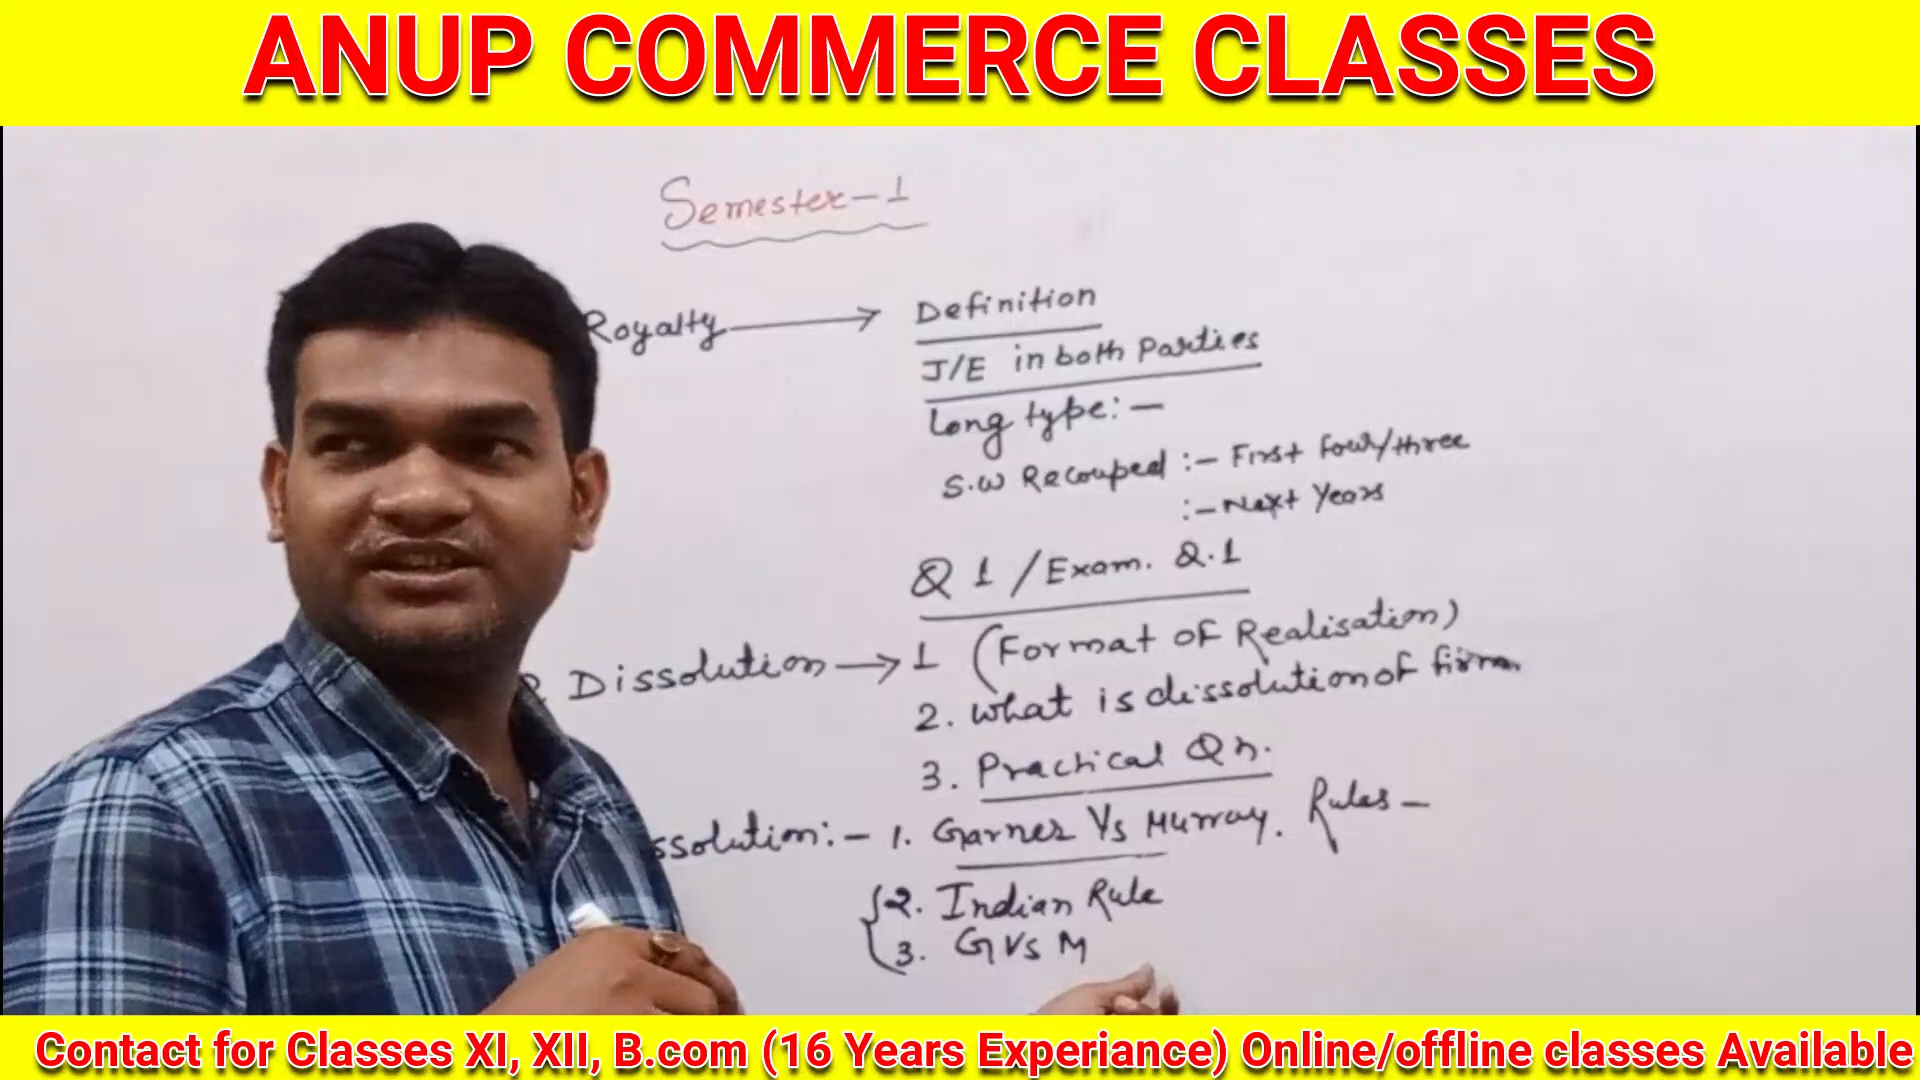 ANUP COMMERCE CLASSES
Semester-1
Royalty → Definition
J/E in both Parties
Long type:-
S.W Recouped :- First four/three
:- Next Years
Q 1 / Exam. Q.1
Dissolution → 1 (Format of Realisation)
2. What is dissolution of firm
3. Practical Qn.
ssolution:- 1. Garner Vs Murray. Rules -
2. Indian Rule
3. G Vs M
Contact for Classes XI, XII, B.com (16 Years Experiance) Online/offline classes Available